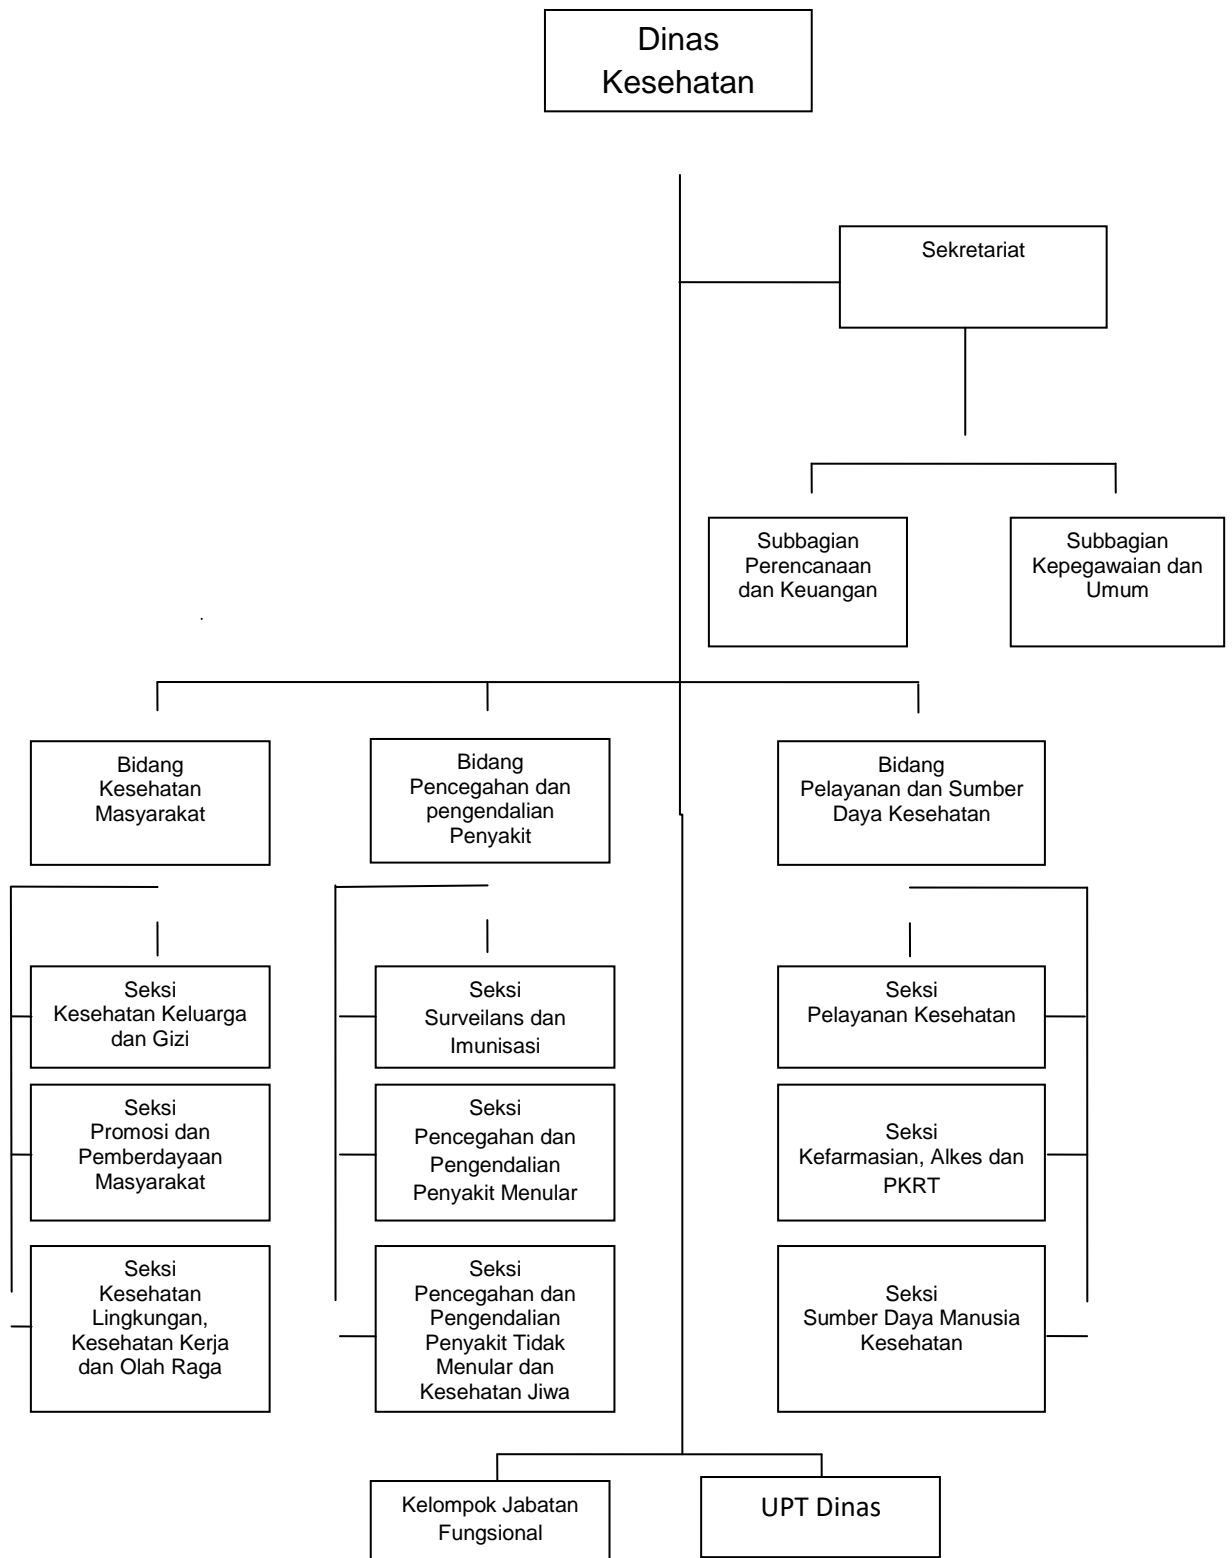 Dinas
Kesehatan
Sekretariat
Subbagian
Perencanaan
dan Keuangan
Subbagian
Kepegawaian dan
Umum
Bidang
Kesehatan
Masyarakat
Bidang
Pencegahan dan
pengendalian
Penyakit
Bidang
Pelayanan dan Sumber
Daya Kesehatan
Seksi
Kesehatan Keluarga
dan Gizi
Seksi
Surveilans dan
Imunisasi
Seksi
Pelayanan Kesehatan
Seksi
Promosi dan
Pemberdayaan
Masyarakat
Seksi
Pencegahan dan
Pengendalian
Penyakit Menular
Seksi
Kefarmasian, Alkes dan
PKRT
Seksi
Kesehatan
Lingkungan,
Kesehatan Kerja
dan Olah Raga
Seksi
Pencegahan dan
Pengendalian
Penyakit Tidak
Menular dan
Kesehatan Jiwa
Seksi
Sumber Daya Manusia
Kesehatan
Kelompok Jabatan
Fungsional
UPT Dinas